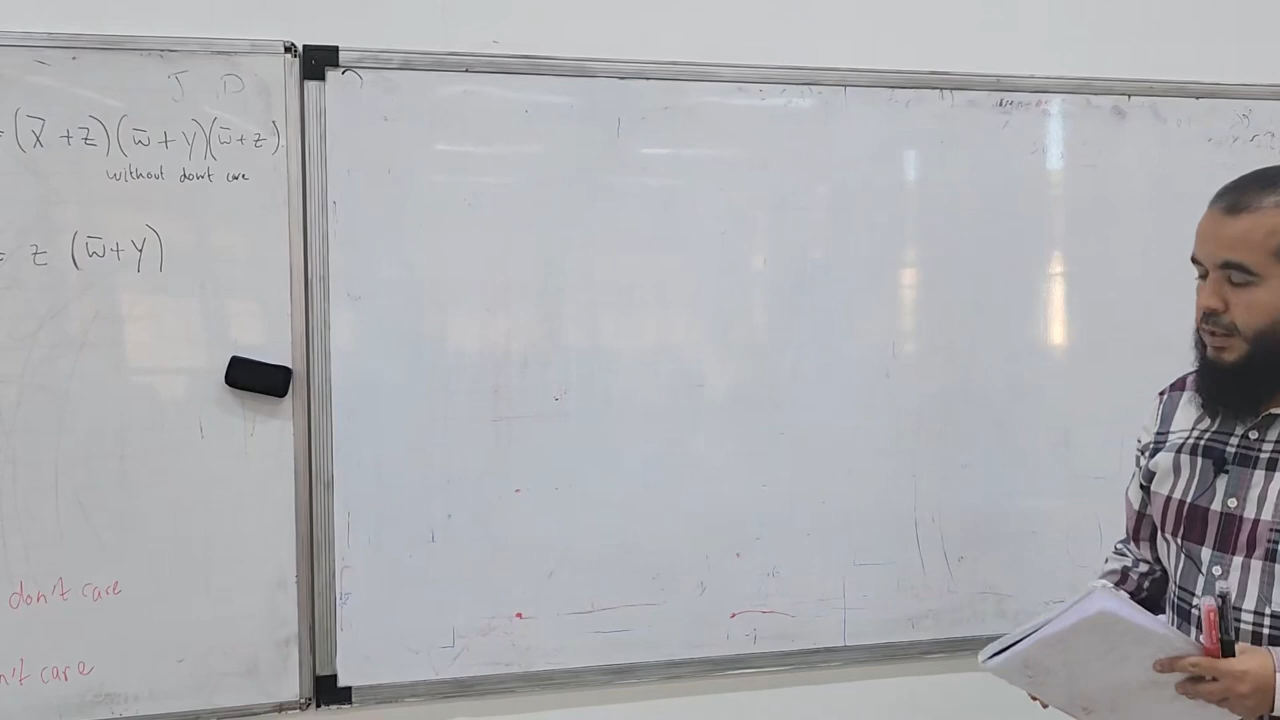 = (x̄ + z)(w̄ + y)(w̄ + z)
without don't care
= z (w̄ + y)
don't care
n't care